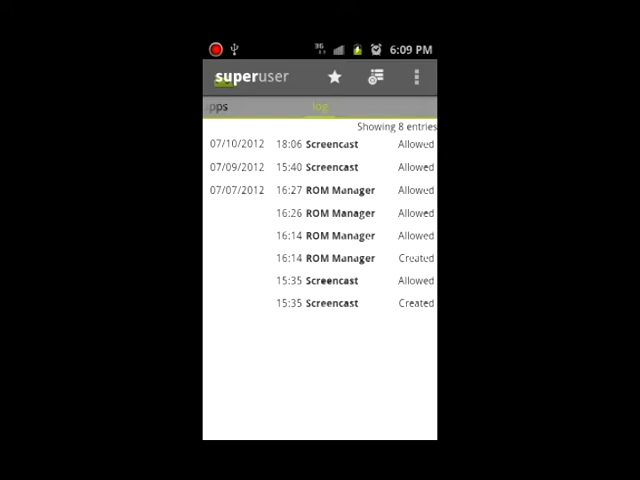 3G 6:09 PM
superuser
pps log
Showing 8 entries
07/10/2012 18:06 Screencast Allowed
07/09/2012 15:40 Screencast Allowed
07/07/2012 16:27 ROM Manager Allowed
16:26 ROM Manager Allowed
16:14 ROM Manager Allowed
16:14 ROM Manager Created
15:35 Screencast Allowed
15:35 Screencast Created